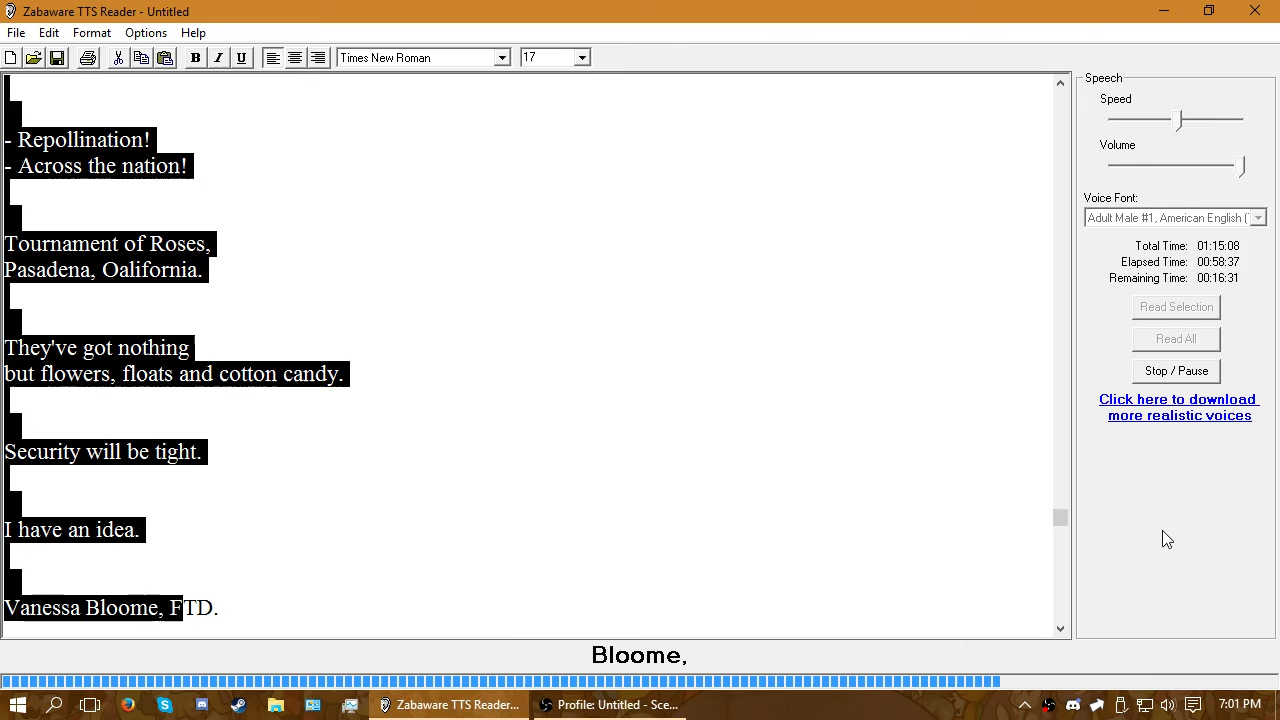 Zabaware TTS Reader - Untitled
File Edit Format Options Help
B I U Times New Roman 17
- Repollination!
- Across the nation!
Tournament of Roses,
Pasadena, Oalifornia.
They've got nothing
but flowers, floats and cotton candy.
Security will be tight.
I have an idea.
Vanessa Bloome, FTD.
Speech
Speed
Volume
Voice Font:
Adult Male #1, American English (
Total Time: 01:15:08
Elapsed Time: 00:58:37
Remaining Time: 00:16:31
Read Selection
Read All
Stop / Pause
Click here to download
more realistic voices
Bloome,
Zabaware TTS Reader... Profile: Untitled - Sce... 7:01 PM